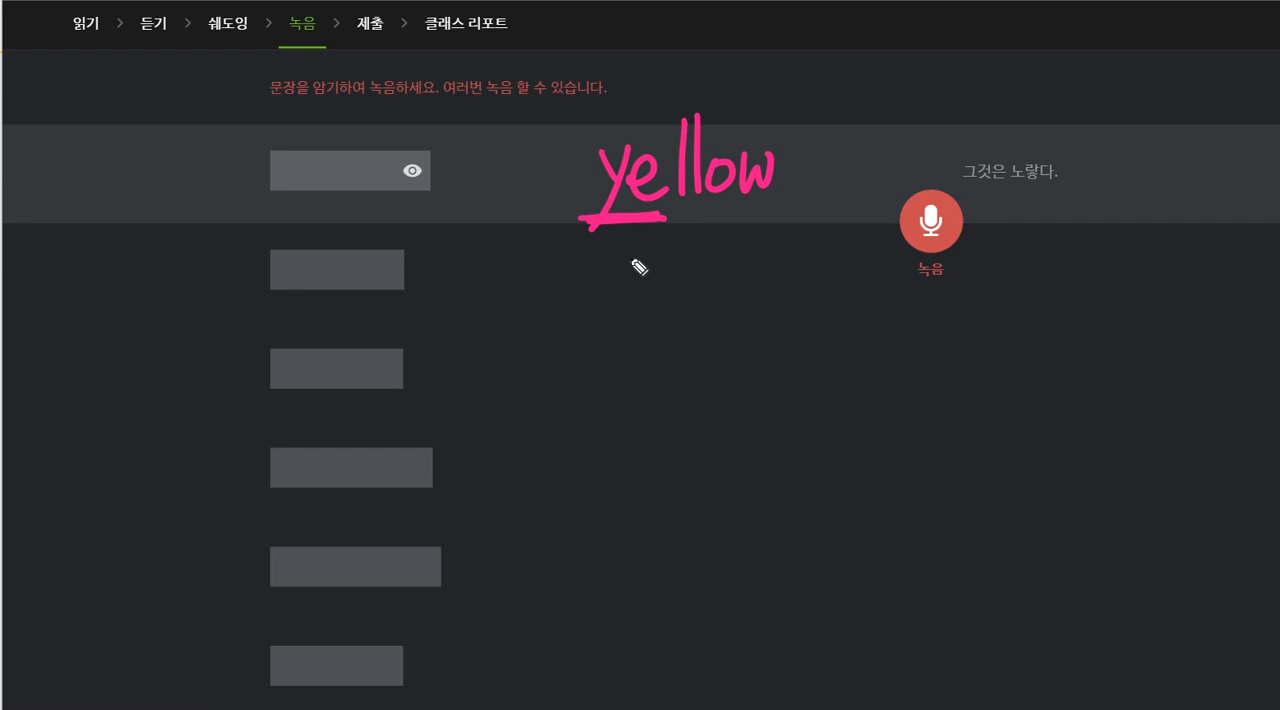 읽기 > 듣기 > 쉐도잉 > 녹음 > 제출 > 클래스 리포트
문장을 암기하여 녹음하세요. 여러번 녹음 할 수 있습니다.
yellow
그것은 노랗다.
녹음